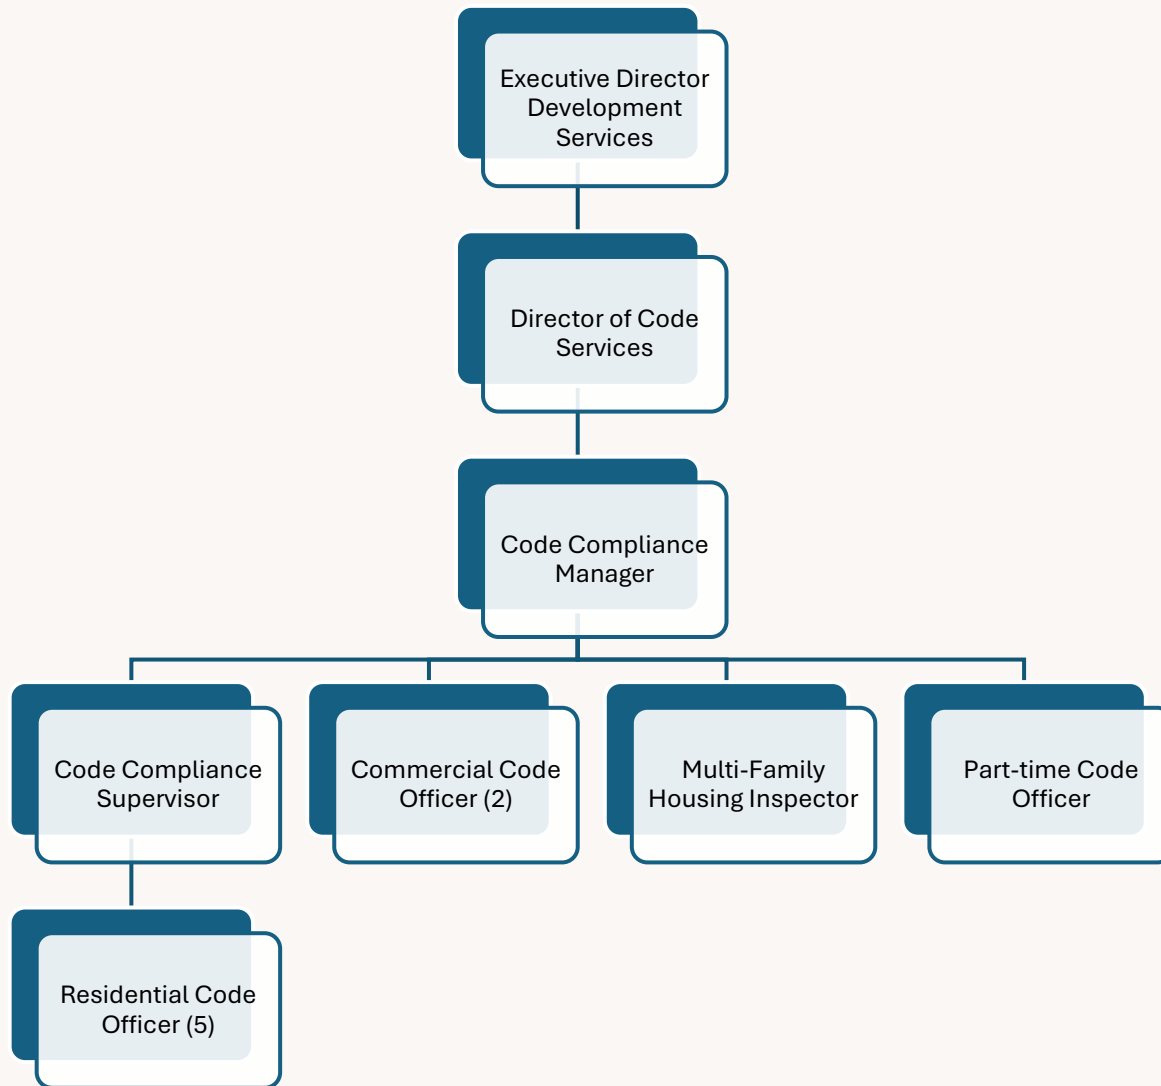 Executive Director
Development
Services
Director of Code
Services
Code Compliance
Manager
Code Compliance
Supervisor
Commercial Code
Officer (2)
Multi-Family
Housing Inspector
Part-time Code
Officer
Residential Code
Officer (5)